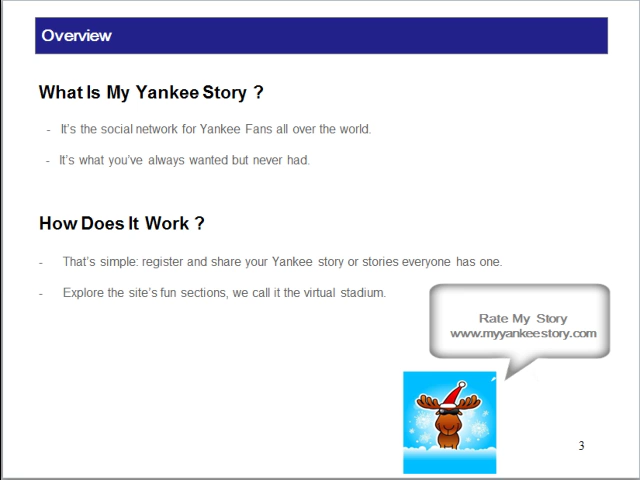 Overview
What Is My Yankee Story ?
- It's the social network for Yankee Fans all over the world.
- It's what you've always wanted but never had.
How Does It Work ?
- That's simple: register and share your Yankee story or stories everyone has one.
- Explore the site's fun sections, we call it the virtual stadium.
Rate My Story
www.myyankeestory.com
3